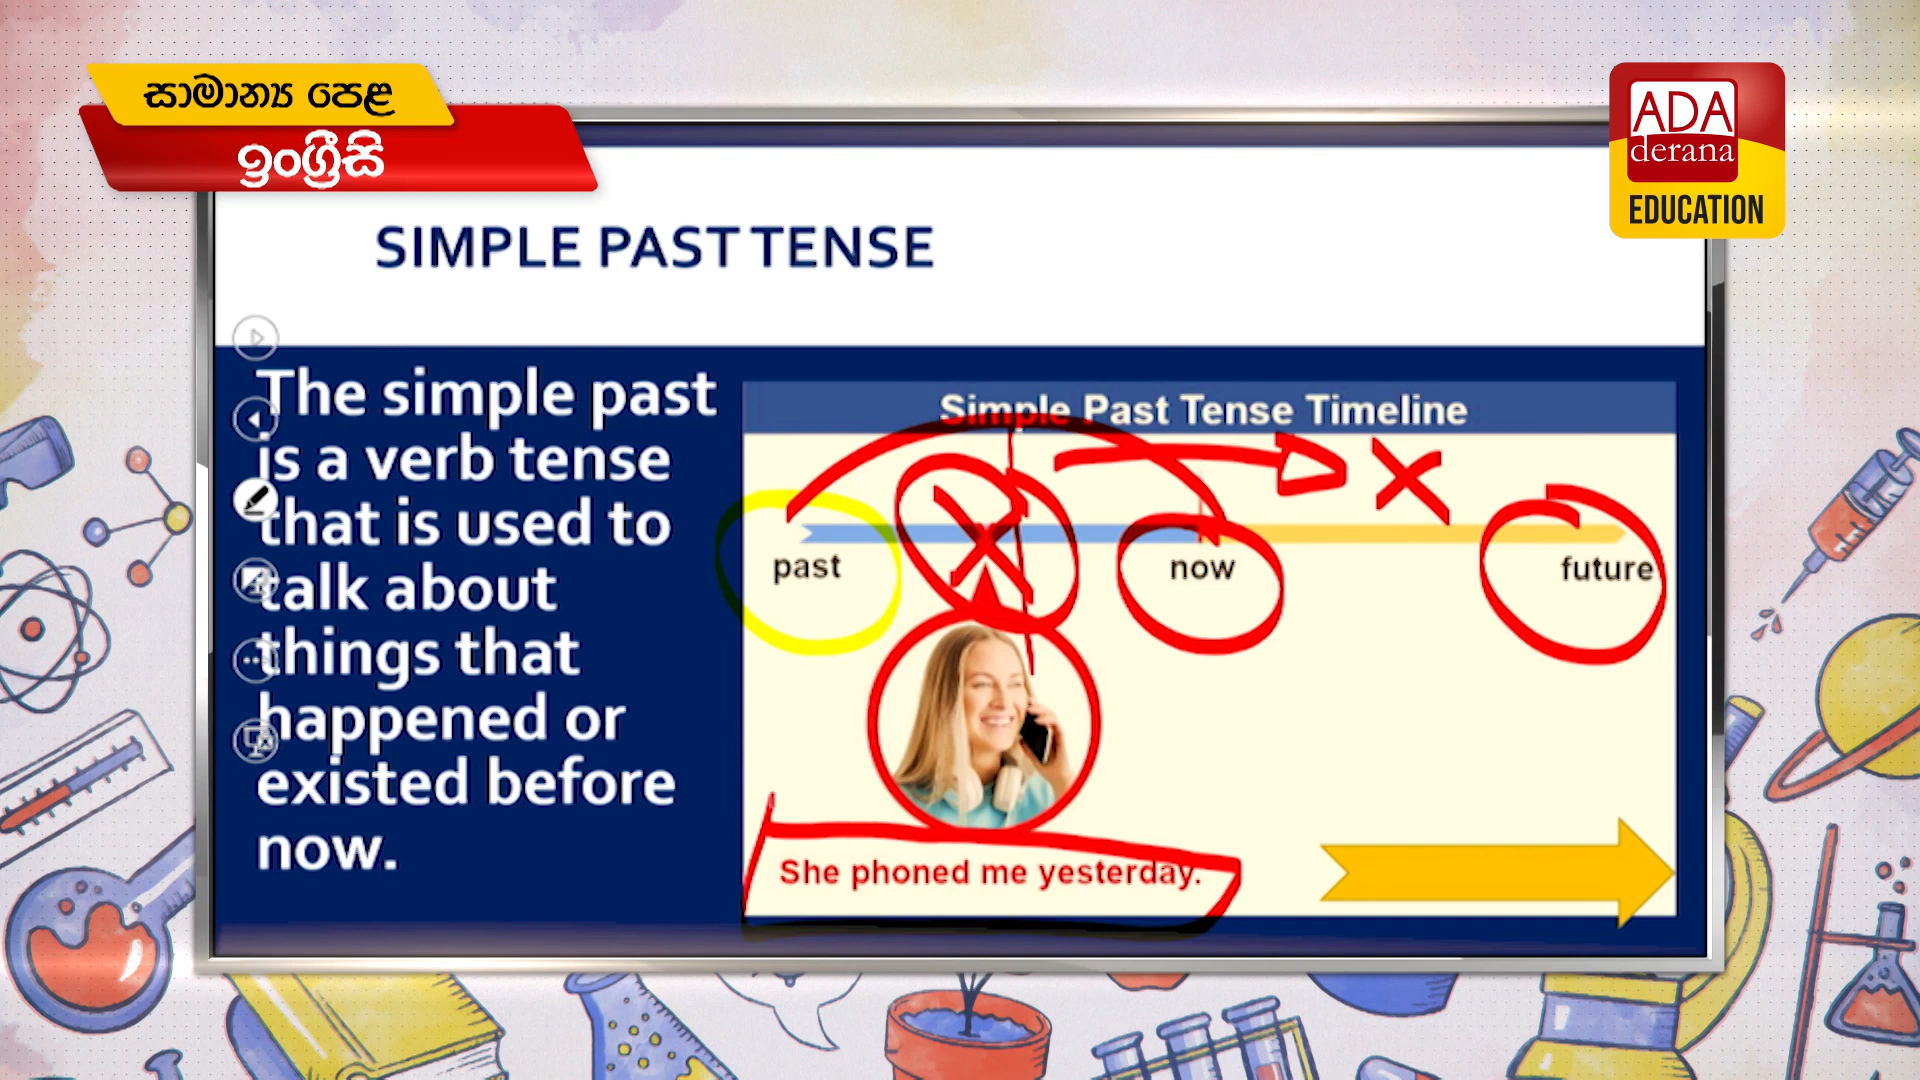 සාමාන්‍ය පෙළ
ඉංග්‍රීසි
ADA
derana
EDUCATION
SIMPLE PAST TENSE
The simple past
is a verb tense
that is used to
talk about
things that
happened or
existed before
now.
Simple Past Tense Timeline
past
now
future
She phoned me yesterday.